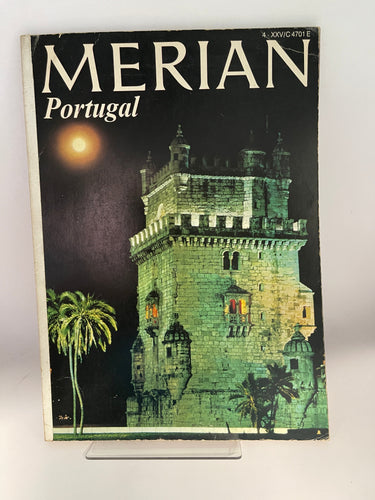 4 · XXV/C 4701 E
MERIAN
Portugal